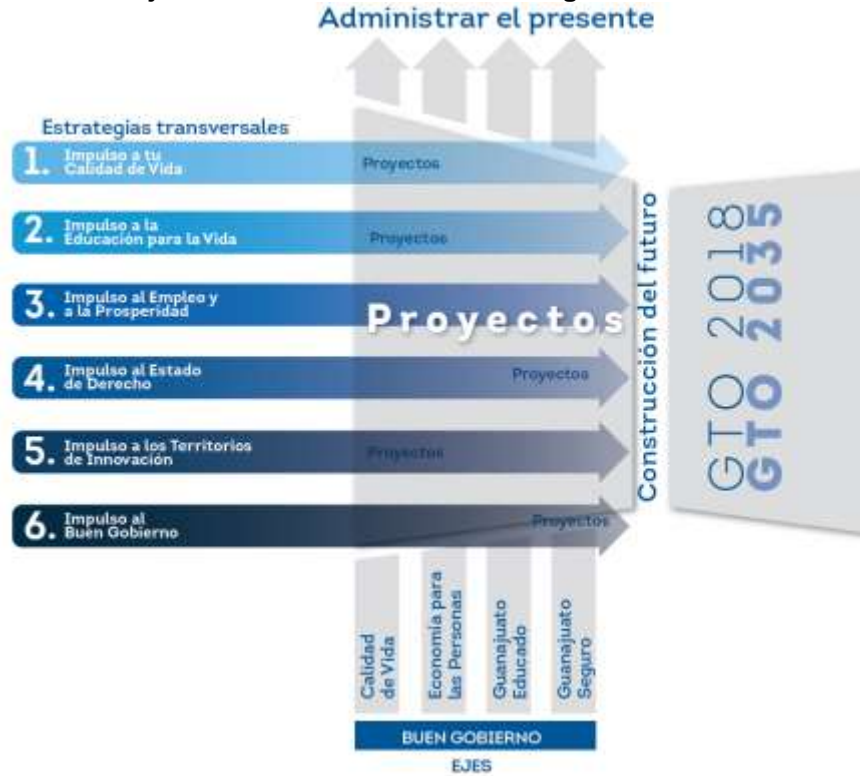 Administrar el presente
Estrategias transversales
1. Impulso a tu
Calidad de Vida
Proyectos
2. Impulso a la
Educación para la Vida
Proyectos
3. Impulso al Empleo y
a la Prosperidad
Proyectos
4. Impulso al Estado
de Derecho
Proyectos
5. Impulso a los Territorios
de Innovación
Proyectos
6. Impulso al
Buen Gobierno
Proyectos
Construcción del futuro
GTO 2018
GTO 2035
Calidad
de Vida
Economía para
las Personas
Guanajuato
Educado
Guanajuato
Seguro
BUEN GOBIERNO
EJES